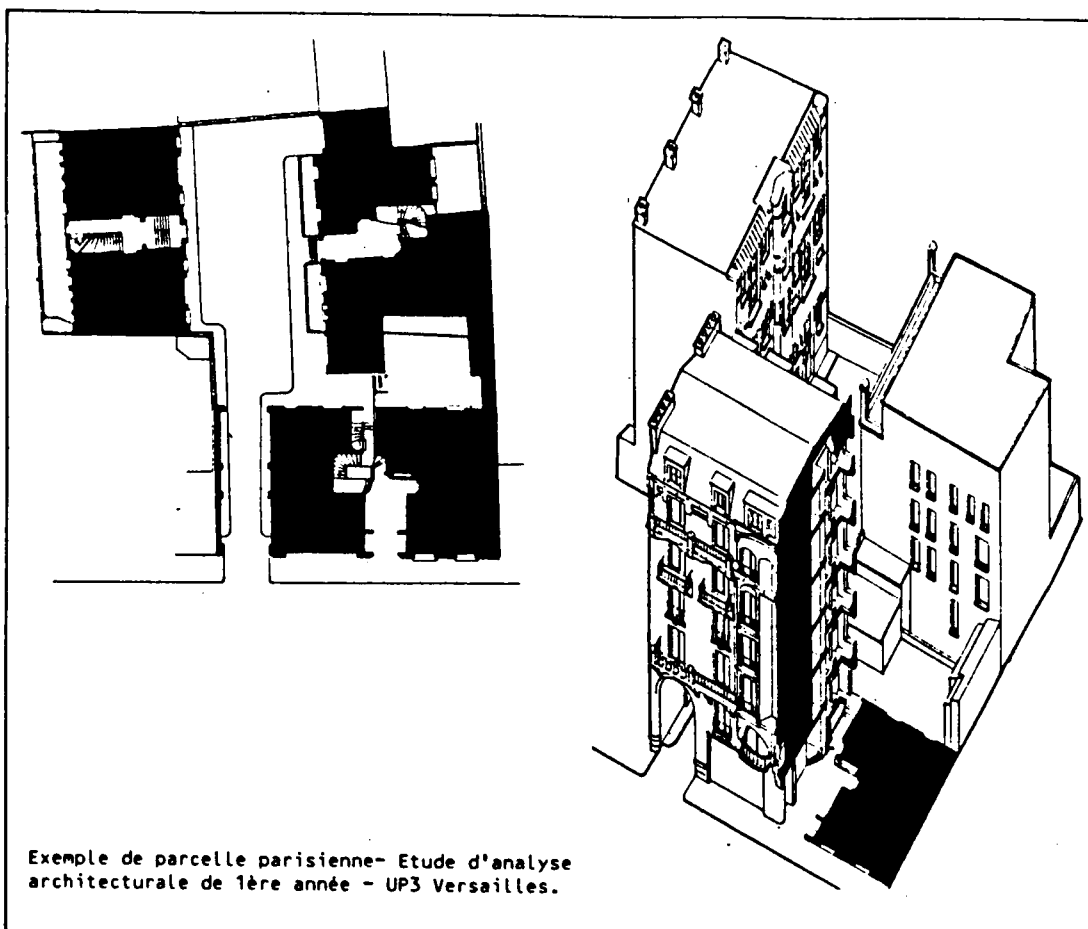 Exemple de parcelle parisienne- Etude d'analyse
architecturale de 1ère année - UP3 Versailles.